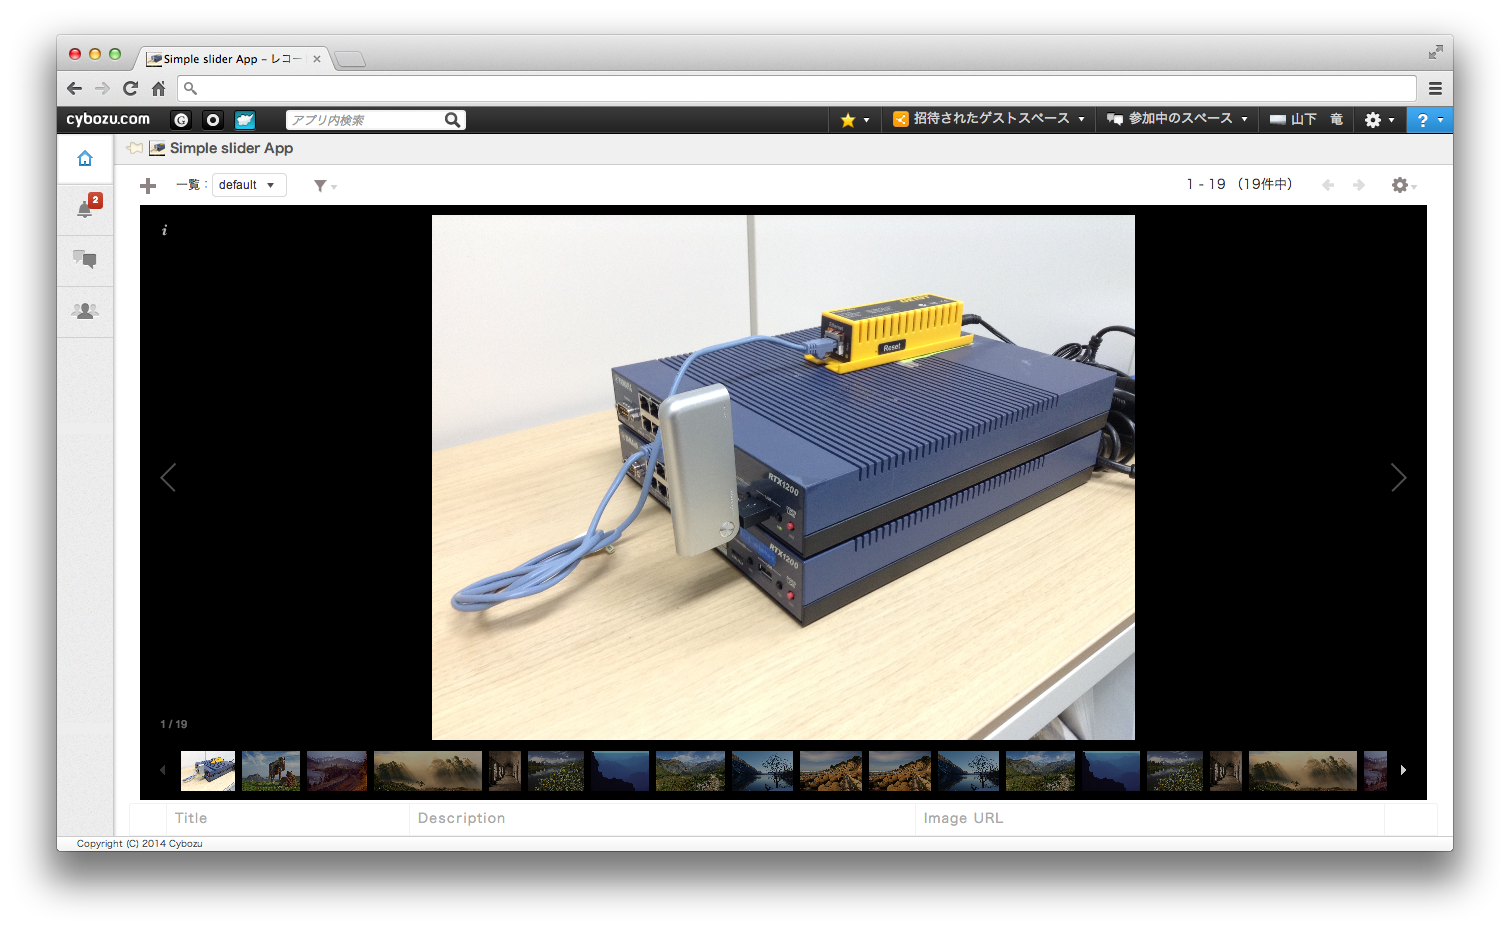 Simple slider App – レコー
cybozu.com
アプリ内検索
招待されたゲストスペース
参加中のスペース
山下 竜
?
Simple slider App
2
一覧 :
default
1 - 19 (19件中)
i
Ethernet
Reset
YAMAHA
RTX1200
RTX1200
1 / 19
Title
Description
Image URL
Copyright (C) 2014 Cybozu